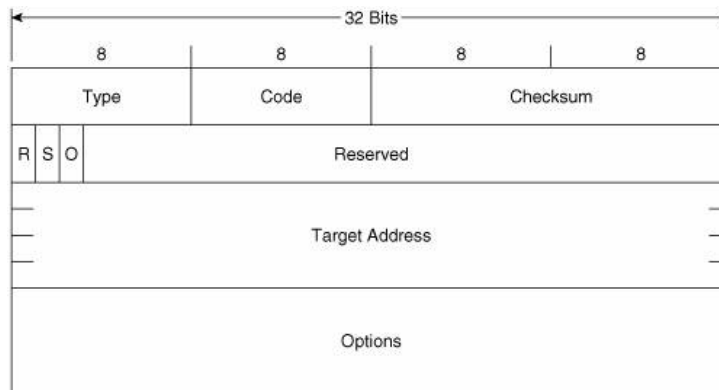 32 Bits
8 8 8 8
Type Code Checksum
R S O Reserved
Target Address
Options